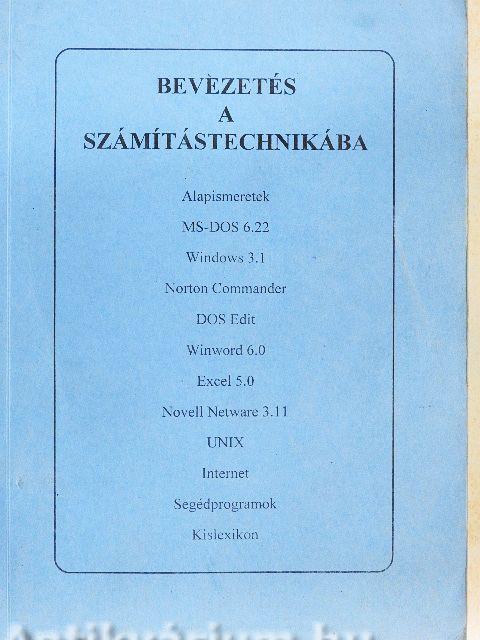 BEVEZETÉS
A
SZÁMÍTÁSTECHNIKÁBA
Alapismeretek
MS-DOS 6.22
Windows 3.1
Norton Commander
DOS Edit
Winword 6.0
Excel 5.0
Novell Netware 3.11
UNIX
Internet
Segédprogramok
Kislexikon